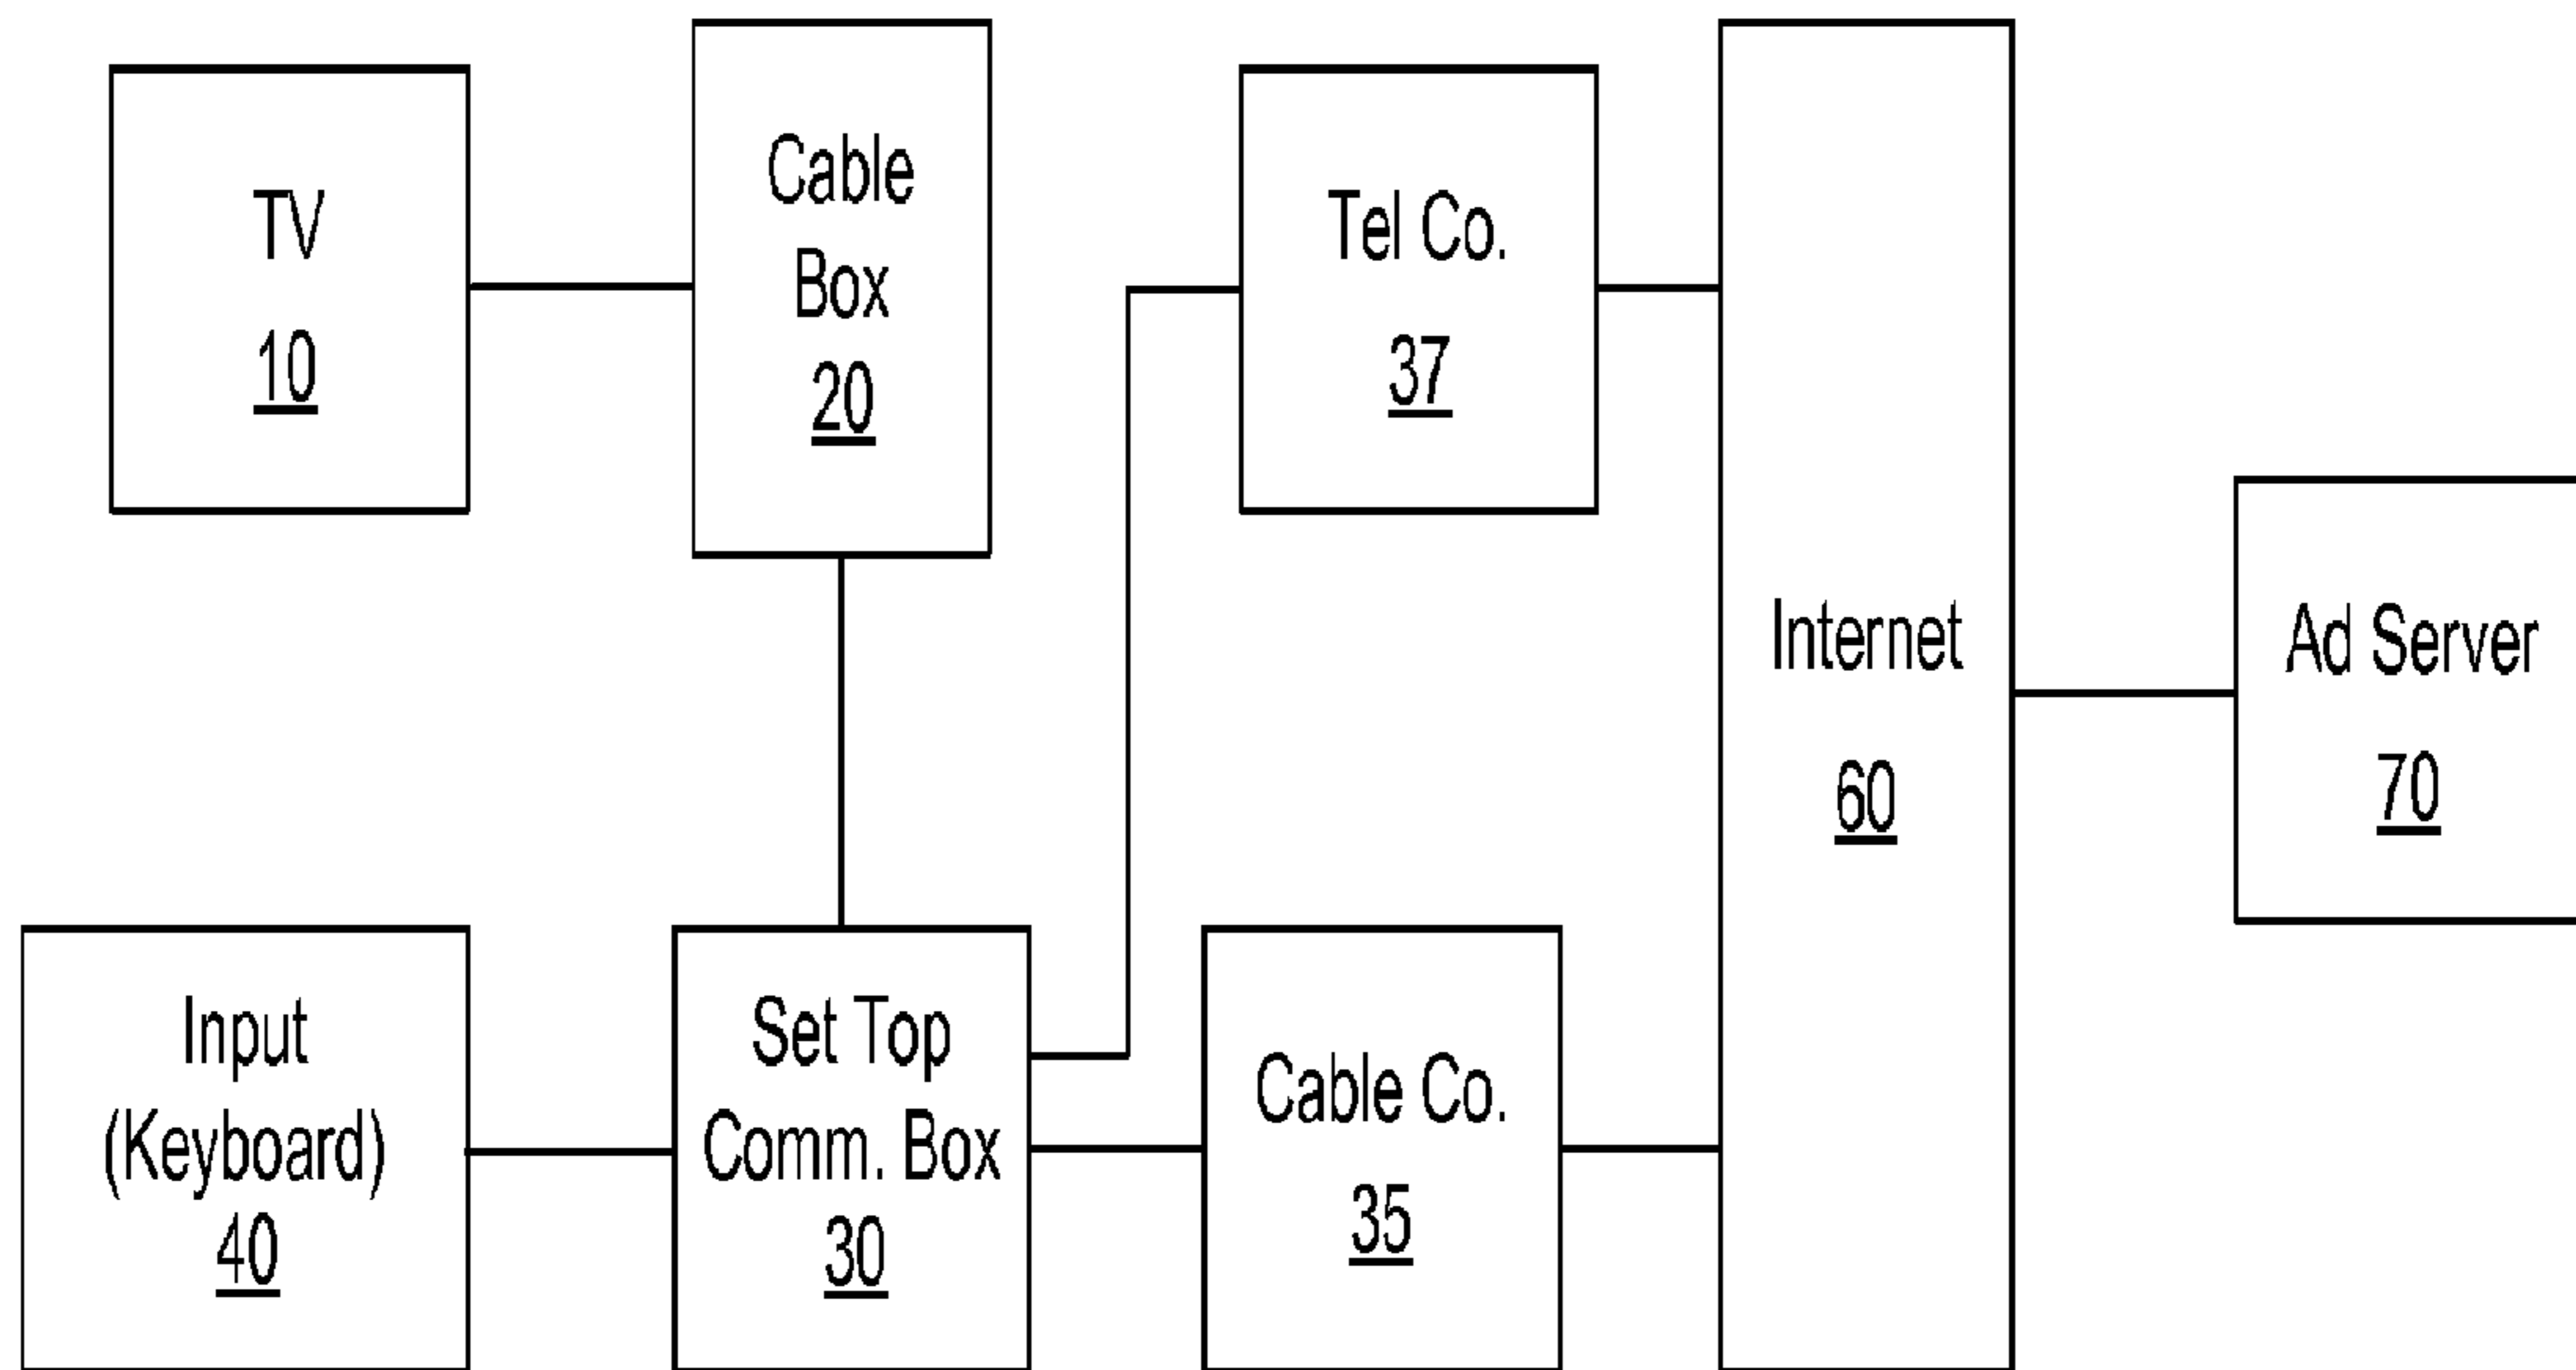 TV
10
Cable
Box
20
Tel Co.
37
Internet
60
Ad Server
70
Input
(Keyboard)
40
Set Top
Comm. Box
30
Cable Co.
35